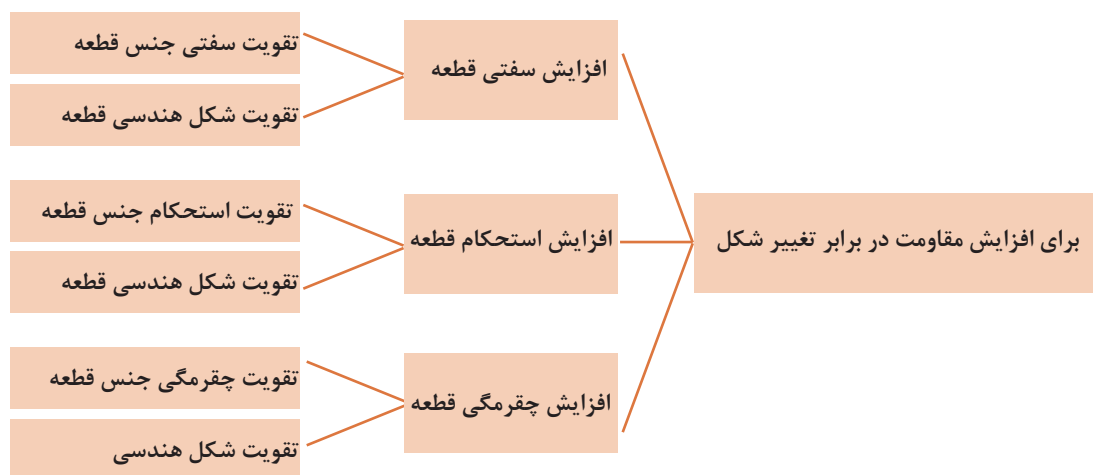 برای افزایش مقاومت در برابر تغییر شکل
افزایش سفتی قطعه
تقویت سفتی جنس قطعه
تقویت شکل هندسی قطعه
افزایش استحکام قطعه
تقویت استحکام جنس قطعه
تقویت شکل هندسی قطعه
افزایش چقرمگی قطعه
تقویت چقرمگی جنس قطعه
تقویت شکل هندسی